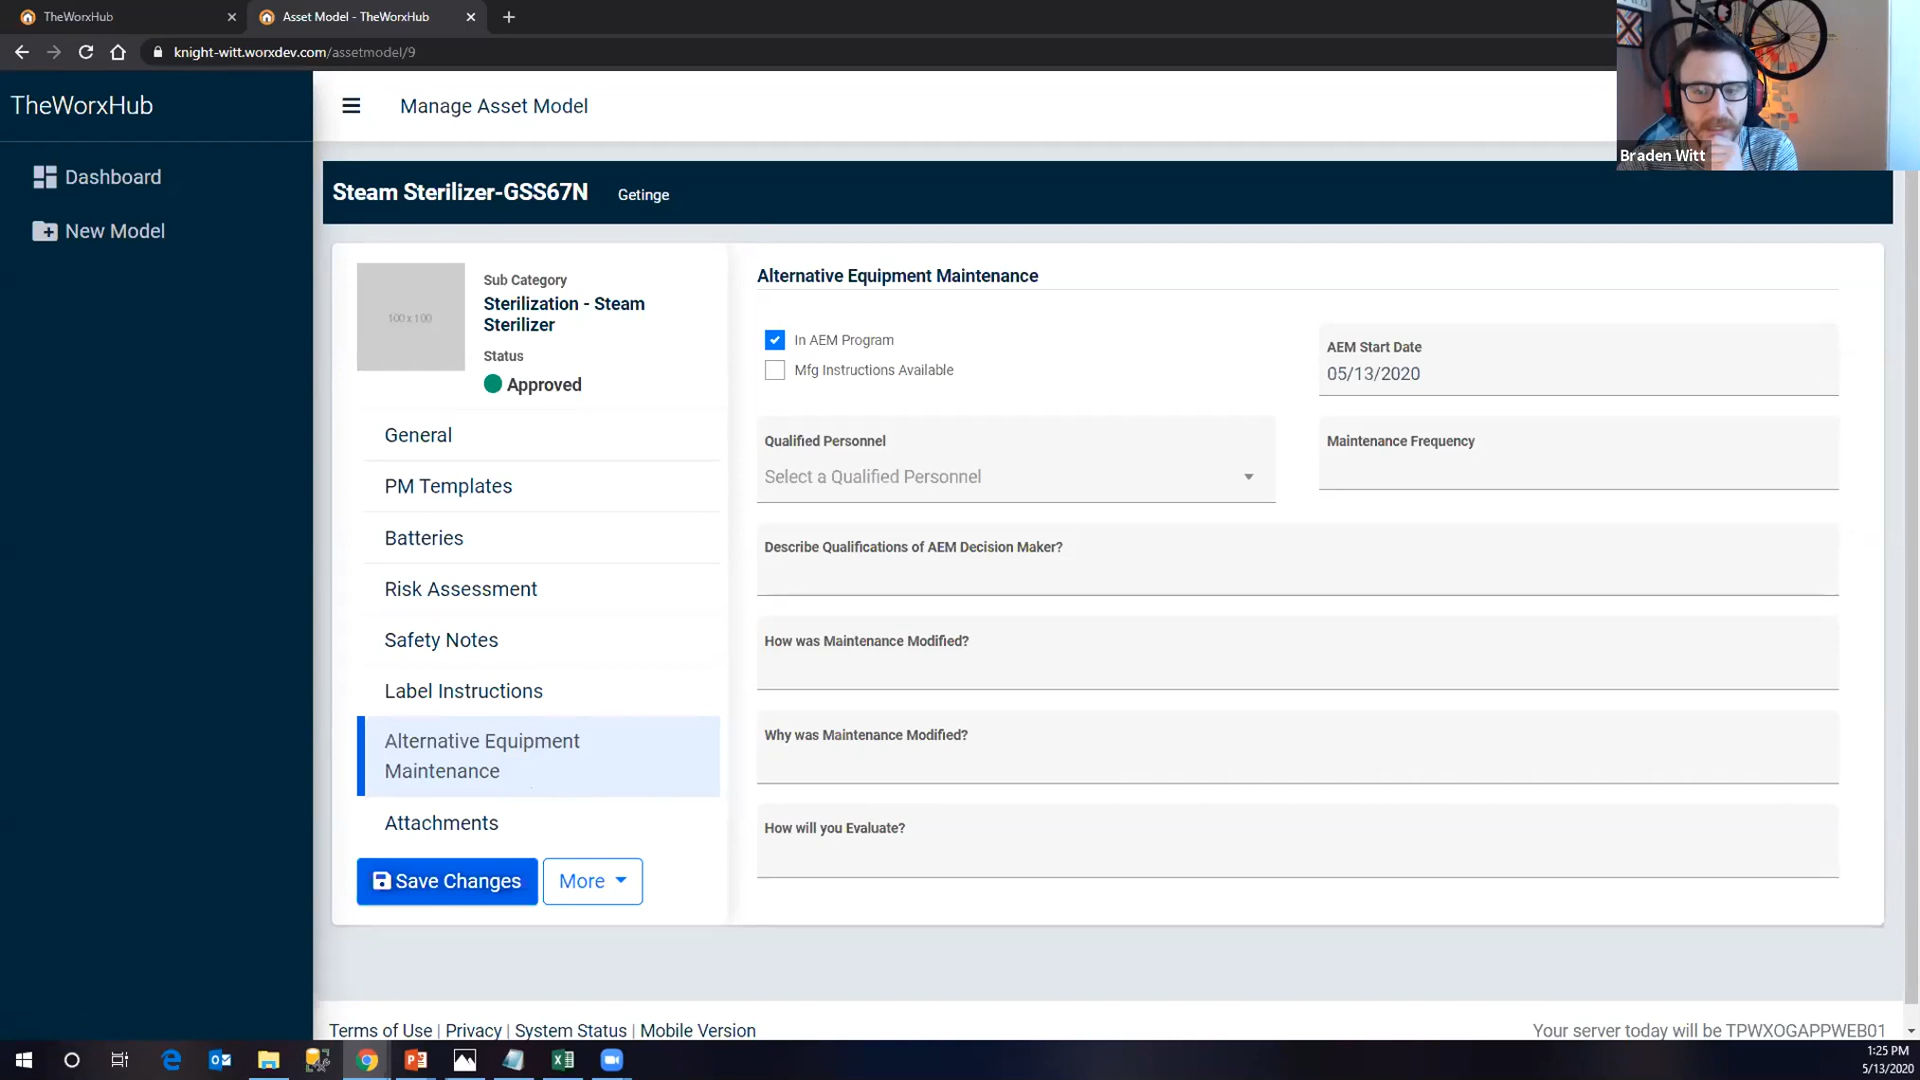 TheWorxHub
Asset Model - TheWorxHub
knight-witt.worxdev.com/assetmodel/9
Braden Witt
TheWorxHub
Manage Asset Model
Dashboard
New Model
Steam Sterilizer-GSS67N
Getinge
100 x 100
Sub Category
Sterilization - Steam
Sterilizer
Status
Approved
General
PM Templates
Batteries
Risk Assessment
Safety Notes
Label Instructions
Alternative Equipment
Maintenance
Attachments
Save Changes
More
Alternative Equipment Maintenance
In AEM Program
Mfg Instructions Available
AEM Start Date
05/13/2020
Qualified Personnel
Select a Qualified Personnel
Maintenance Frequency
Describe Qualifications of AEM Decision Maker?
How was Maintenance Modified?
Why was Maintenance Modified?
How will you Evaluate?
Terms of Use | Privacy | System Status | Mobile Version
Your server today will be TPWXOGAPPWEB01
1:25 PM
5/13/2020